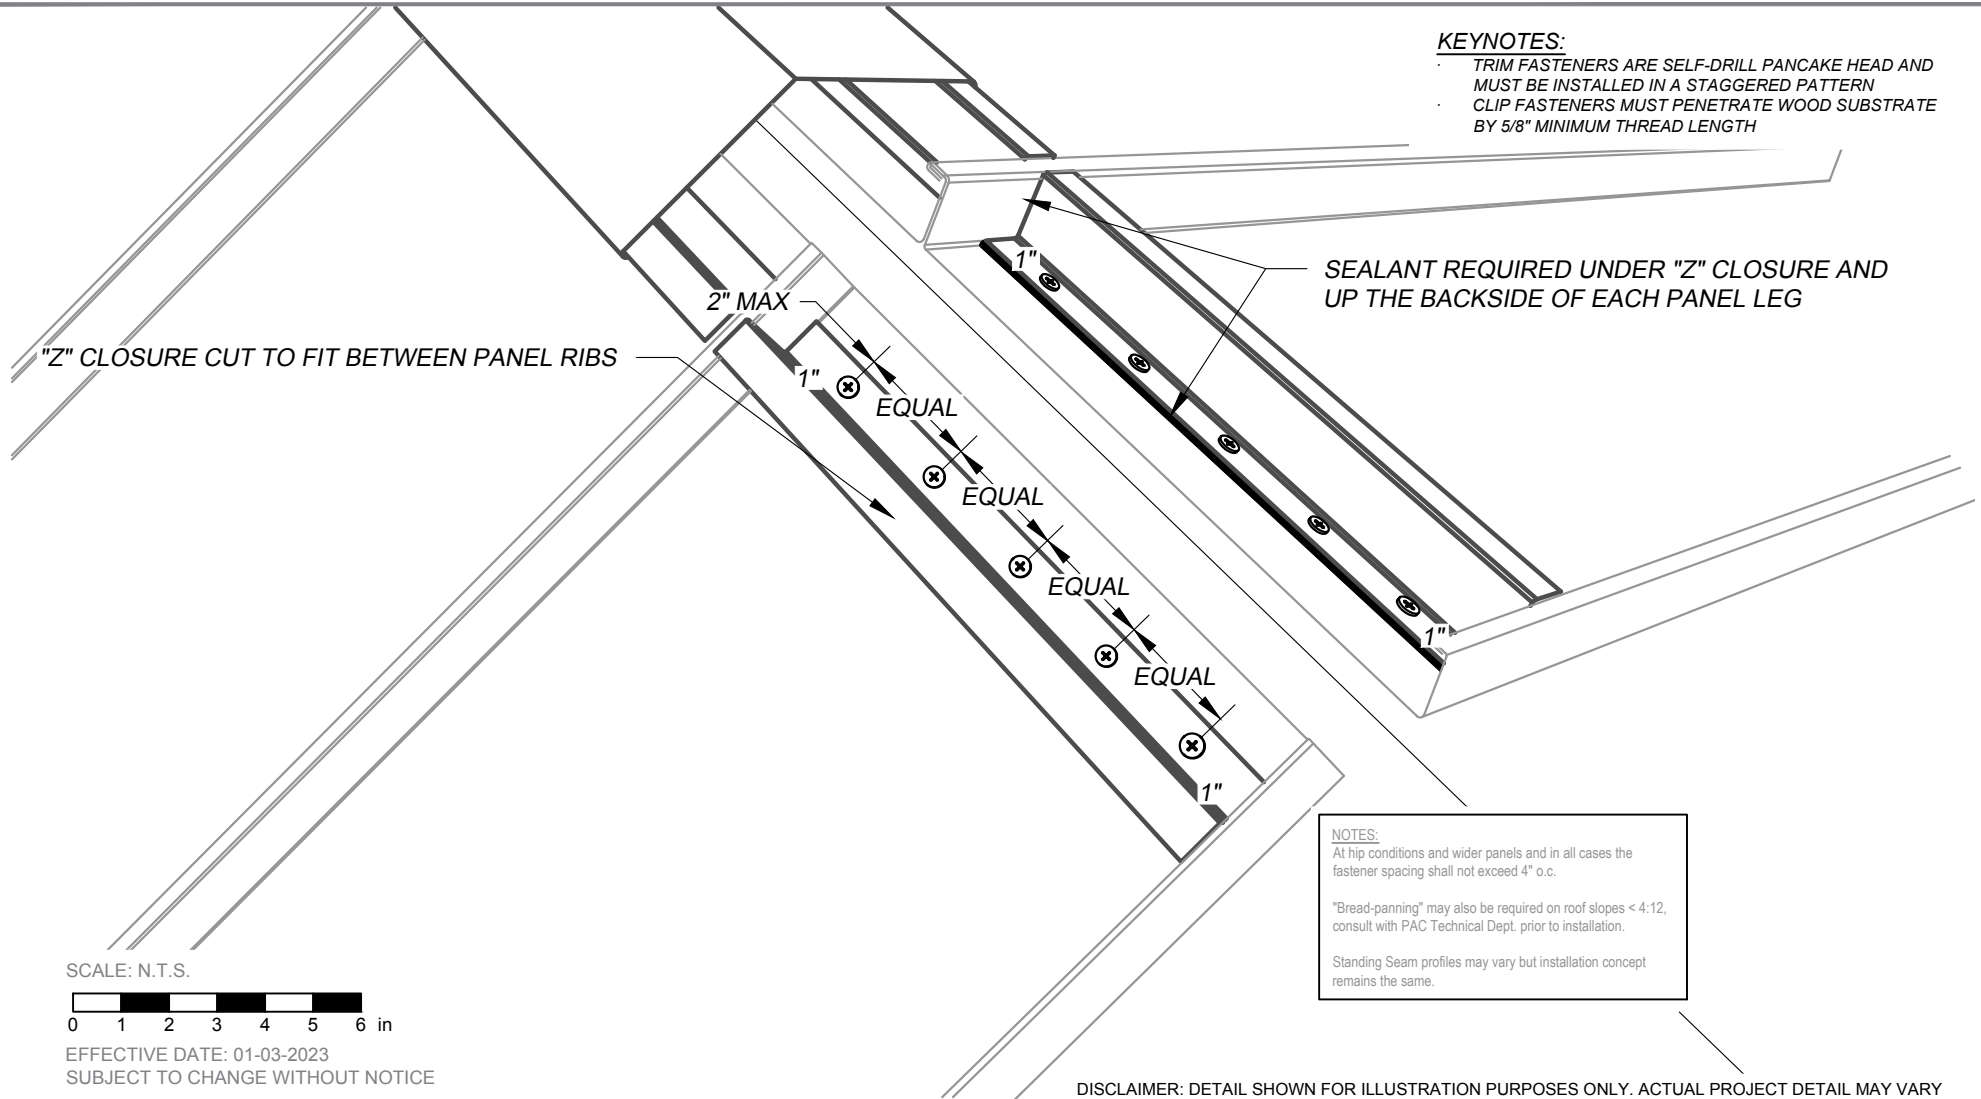 KEYNOTES:
· TRIM FASTENERS ARE SELF-DRILL PANCAKE HEAD AND
MUST BE INSTALLED IN A STAGGERED PATTERN
· CLIP FASTENERS MUST PENETRATE WOOD SUBSTRATE
BY 5/8" MINIMUM THREAD LENGTH
1"
SEALANT REQUIRED UNDER "Z" CLOSURE AND
UP THE BACKSIDE OF EACH PANEL LEG
2" MAX
"Z" CLOSURE CUT TO FIT BETWEEN PANEL RIBS
1"
EQUAL
EQUAL
EQUAL
EQUAL
1"
1"
NOTES:
At hip conditions and wider panels and in all cases the
fastener spacing shall not exceed 4" o.c.
"Bread-panning" may also be required on roof slopes < 4:12,
consult with PAC Technical Dept. prior to installation.
Standing Seam profiles may vary but installation concept
remains the same.
SCALE: N.T.S.
0 1 2 3 4 5 6 in
EFFECTIVE DATE: 01-03-2023
SUBJECT TO CHANGE WITHOUT NOTICE
DISCLAIMER: DETAIL SHOWN FOR ILLUSTRATION PURPOSES ONLY. ACTUAL PROJECT DETAIL MAY VARY